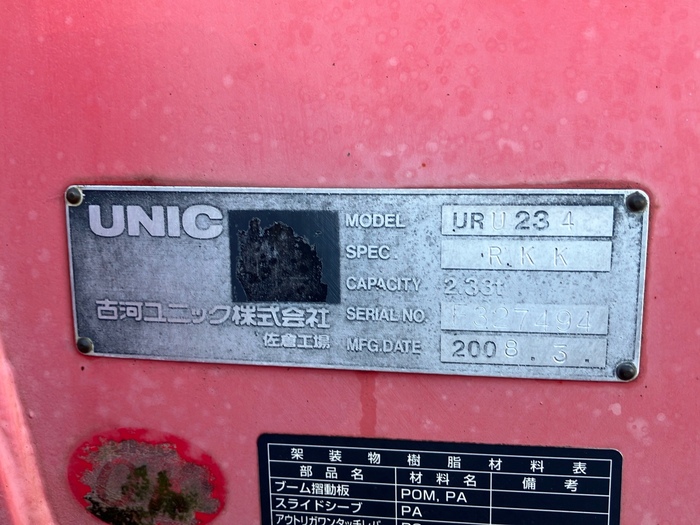 UNIC
古河ユニック株式会社
佐倉工場
MODEL URU234
SPEC. RKK
CAPACITY 2.33t
SERIAL NO.
MFG.DATE 2008.3.
架装物樹脂材料表
部品名 材料名 備考
ブーム摺動板 POM, PA
スライドシーブ PA
アウトリガワンタッチレバー